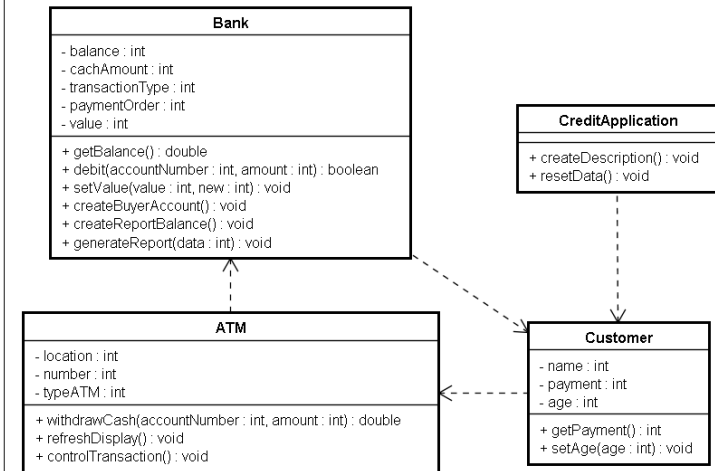 Bank
- balance : int
- cachAmount : int
- transactionType : int
- paymentOrder : int
- value : int
+ getBalance() : double
+ debit(accountNumber : int, amount : int) : boolean
+ setValue(value : int, new : int) : void
+ createBuyerAccount() : void
+ createReportBalance() : void
+ generateReport(data : int) : void
CreditApplication
+ createDescription() : void
+ resetData() : void
ATM
- location : int
- number : int
- typeATM : int
+ withdrawCash(accountNumber : int, amount : int) : double
+ refreshDisplay() : void
+ controlTransaction() : void
Customer
- name : int
- payment : int
- age : int
+ getPayment() : int
+ setAge(age : int) : void